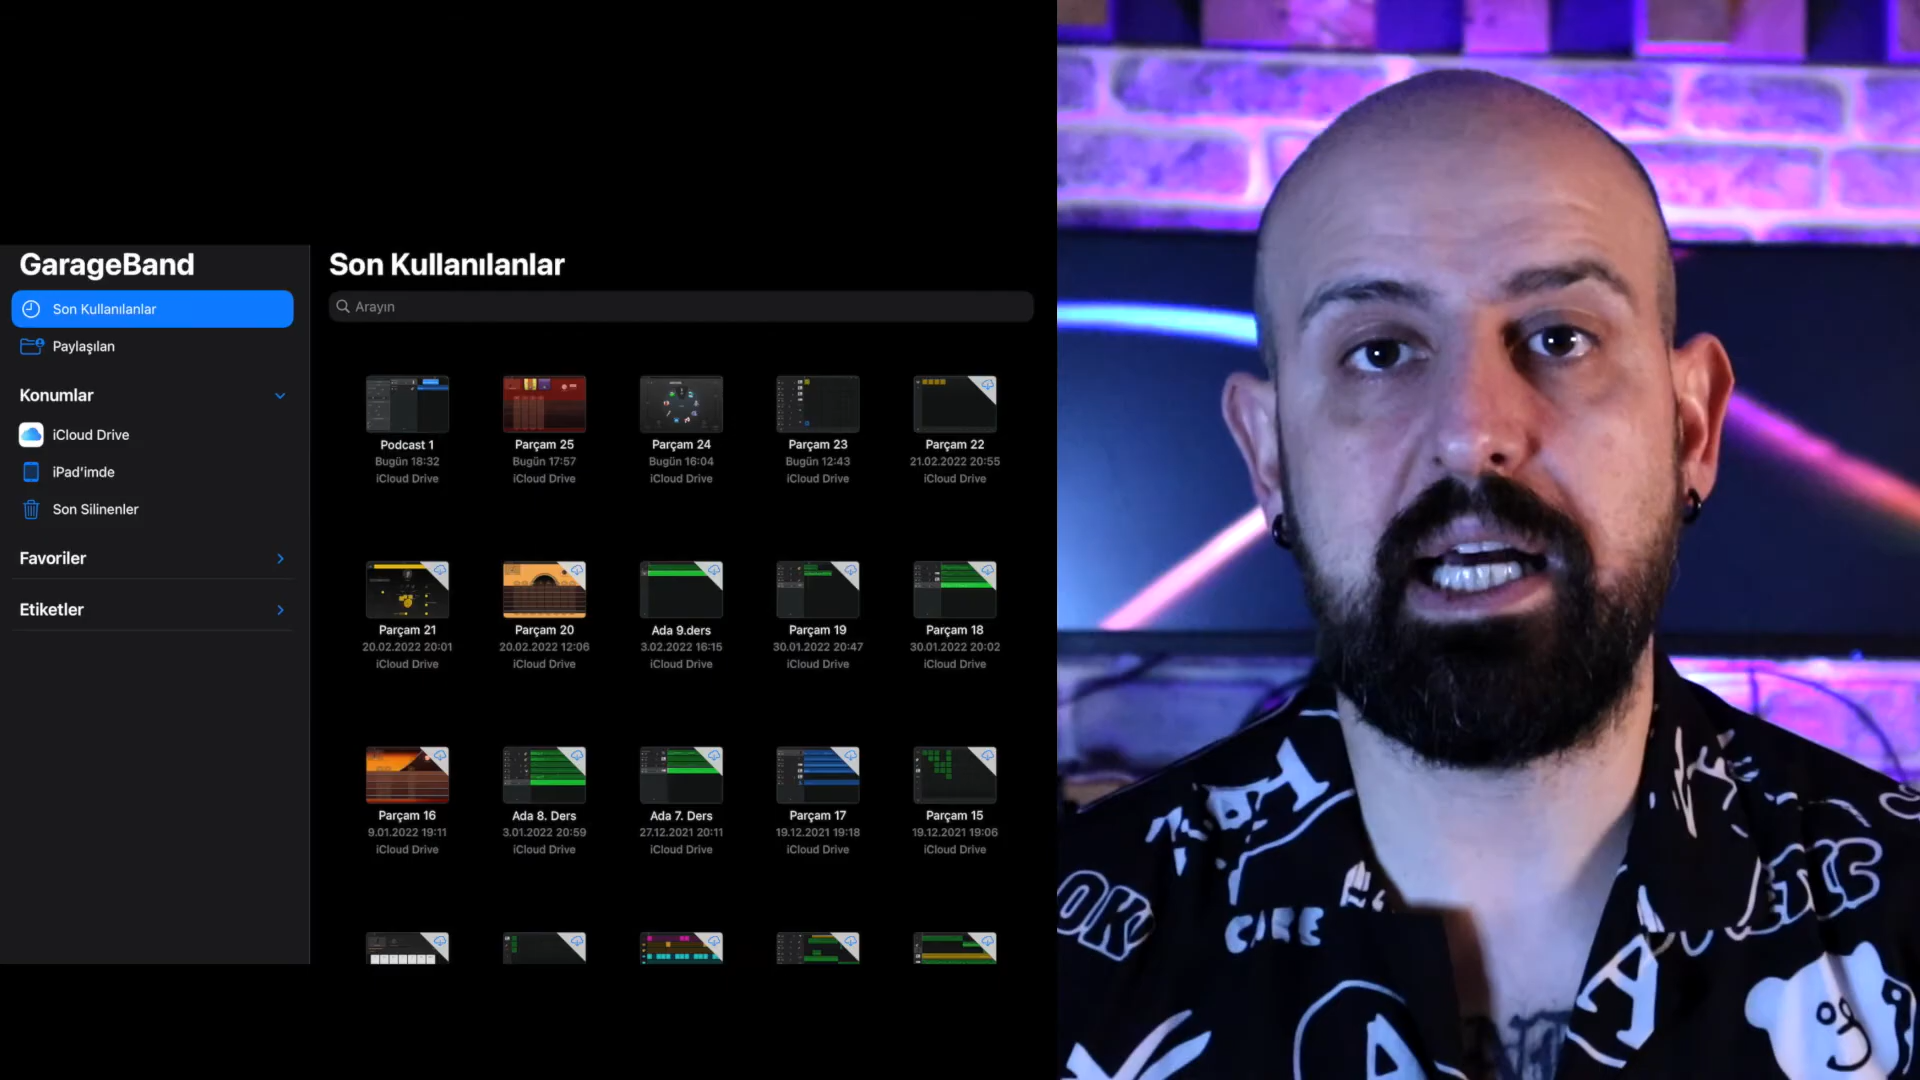 GarageBand
Son Kullanılanlar
Paylaşılan
Konumlar
iCloud Drive
iPad'imde
Son Silinenler
Favoriler
Etiketler
Son Kullanılanlar
Arayın
Podcast 1
Bugün 18:32
iCloud Drive
Parçam 25
Bugün 17:57
iCloud Drive
Parçam 24
Bugün 16:04
iCloud Drive
Parçam 23
Bugün 12:43
iCloud Drive
Parçam 22
21.02.2022 20:55
iCloud Drive
Parçam 21
20.02.2022 20:01
iCloud Drive
Parçam 20
20.02.2022 12:06
iCloud Drive
Ada 9.ders
3.02.2022 16:15
iCloud Drive
Parçam 19
30.01.2022 20:47
iCloud Drive
Parçam 18
30.01.2022 20:02
iCloud Drive
Parçam 16
9.01.2022 19:11
iCloud Drive
Ada 8. Ders
3.01.2022 20:59
iCloud Drive
Ada 7. Ders
27.12.2021 20:11
iCloud Drive
Parçam 17
19.12.2021 19:18
iCloud Drive
Parçam 15
19.12.2021 19:06
iCloud Drive
CARE
OK